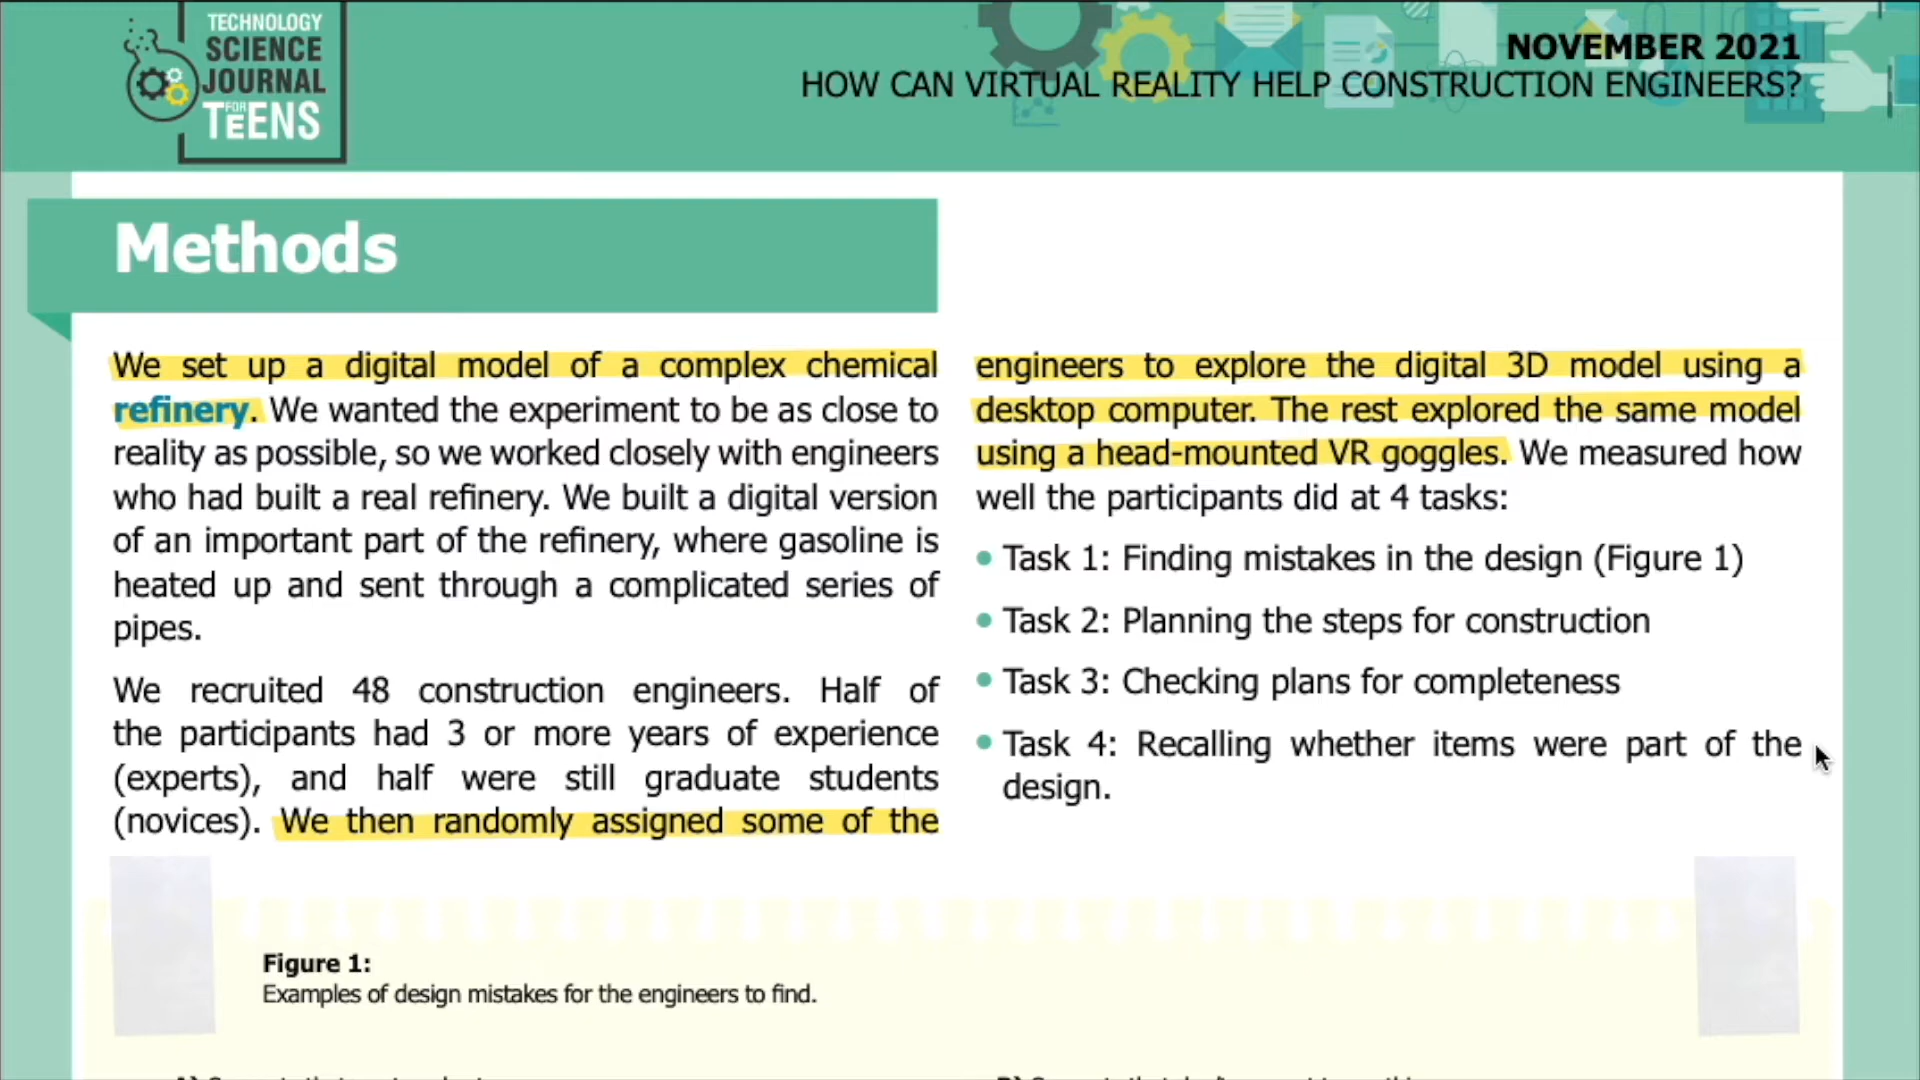 TECHNOLOGY
SCIENCE
JOURNAL
FOR
TEENS
NOVEMBER 2021
HOW CAN VIRTUAL REALITY HELP CONSTRUCTION ENGINEERS?
Methods
We set up a digital model of a complex chemical
refinery. We wanted the experiment to be as close to
reality as possible, so we worked closely with engineers
who had built a real refinery. We built a digital version
of an important part of the refinery, where gasoline is
heated up and sent through a complicated series of
pipes.
We recruited 48 construction engineers. Half of
the participants had 3 or more years of experience
(experts), and half were still graduate students
(novices). We then randomly assigned some of the
engineers to explore the digital 3D model using a
desktop computer. The rest explored the same model
using a head-mounted VR goggles. We measured how
well the participants did at 4 tasks:
• Task 1: Finding mistakes in the design (Figure 1)
• Task 2: Planning the steps for construction
• Task 3: Checking plans for completeness
• Task 4: Recalling whether items were part of the
design.
Figure 1:
Examples of design mistakes for the engineers to find.